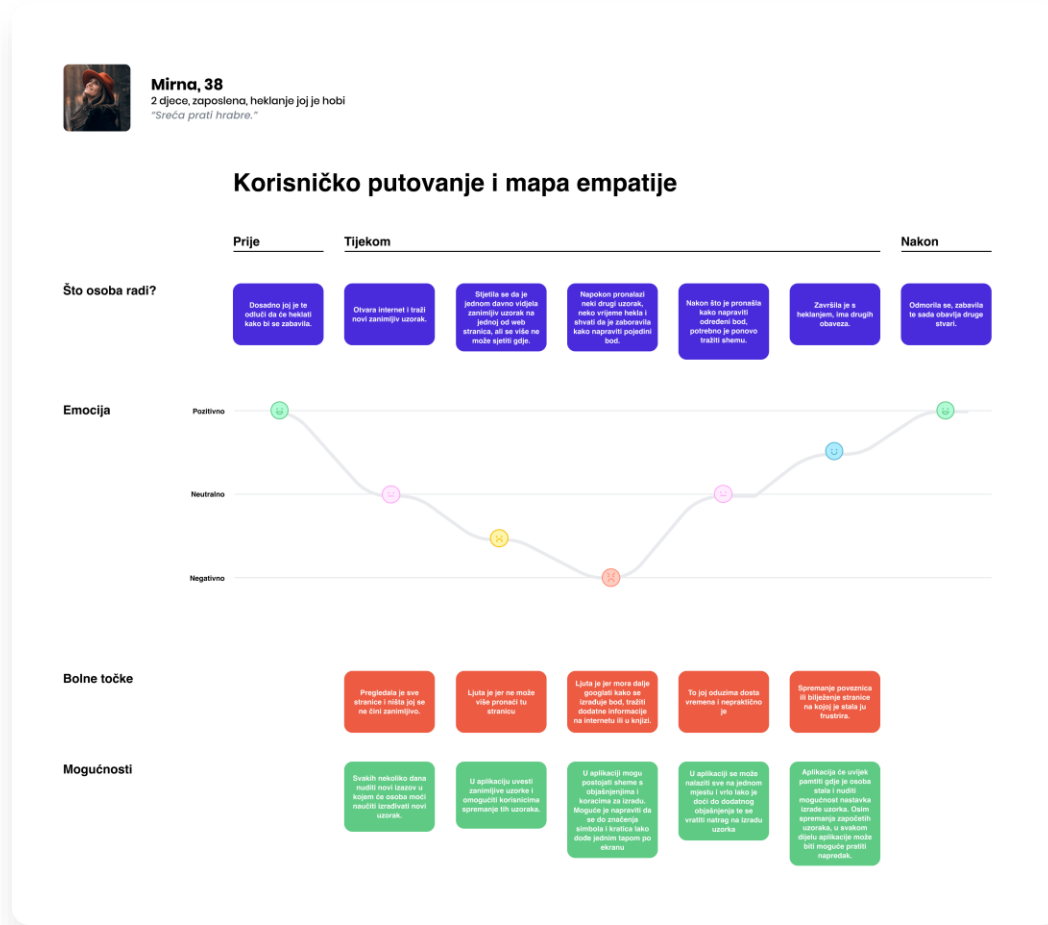 Mirna, 38
2 djece, zaposlena, heklanje joj je hobi
"Sreća prati hrabre."
Korisničko putovanje i mapa empatije
Prije
Tijekom
Nakon
Što osoba radi?
Dosadno joj je te
odluči da će heklati
kako bi se zabavila.
Otvara internet i traži
novi zanimljiv uzorak.
Stjetila se da je
jednom davno vidjela
zanimljiv uzorak na
jednoj od web
stranica, ali se više ne
može sjetiti gdje.
Napokon pronalazi
neki drugi uzorak,
neko vrijeme hekla i
shvati da je zaboravila
kako napraviti pojedini
bod.
Nakon što je pronašla
kako napraviti
određeni bod,
potrebno je ponovo
tražiti shemu.
Završila je s
heklanjem, ima drugih
obaveza.
Odmorila se, zabavila
te sada obavlja druge
stvari.
Emocija
Pozitivno
Neutralno
Negativno
Bolne točke
Pregledala je sve
stranice i ništa joj se
ne čini zanimljivo.
Ljuta je jer ne može
više pronaći tu
stranicu
Ljuta je jer mora dalje
googlati kako se
izrađuje bod, tražiti
dodatne informacije
na internetu ili u knjizi.
To joj oduzima dosta
vremena i nepraktično
je
Spremanje poveznica
ili bilježenje stranice
na kojoj je stala ju
frustrira.
Mogućnosti
Svakih nekoliko dana
nuditi novi izazov u
kojem će osoba moći
naučiti izrađivati novi
uzorak.
U aplikaciju uvesti
zanimljive uzorke i
omogućiti korisnicima
spremanje tih uzoraka.
U aplikaciji mogu
postojati sheme s
objašnjenjima i
koracima za izradu.
Moguće je napraviti da
se do značenja
simbola i kratica lako
dođe jednim tapom po
ekranu
U aplikaciji se može
nalaziti sve na jednom
mjestu i vrlo lako je
doći do dodatnog
objašnjenja te se
vratiti natrag na izradu
uzorka
Aplikacija će uvijek
pamtiti gdje je osoba
stala i nuditi
mogućnost nastavka
izrade uzorka. Osim
spremanja započetih
uzoraka, u svakom
dijelu aplikacije može
biti moguće pratiti
napredak.